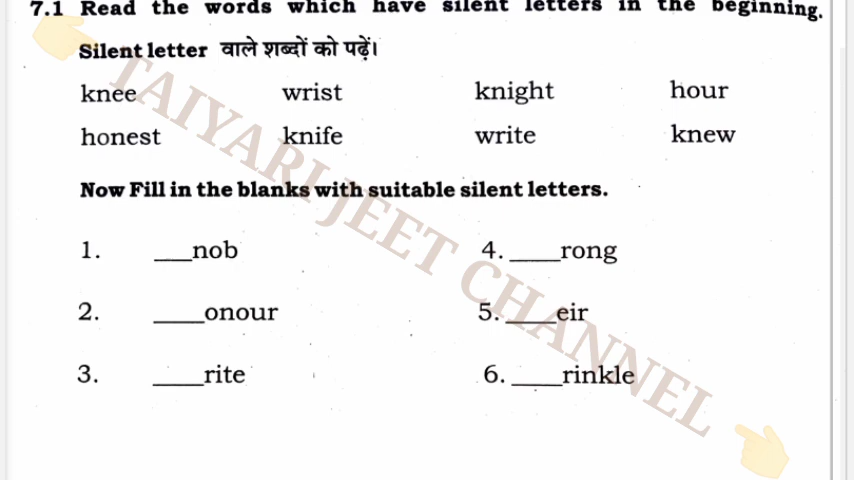 7.1 Read the words which have silent letters in the beginning.
Silent letter वाले शब्दों को पढ़ें।
knee wrist knight hour
honest knife write knew
Now Fill in the blanks with suitable silent letters.
1. ___nob 4. ____rong
2. ____onour 5. ____eir
3. ____rite 6. ____rinkle
TAIYARI JEET CHANNEL